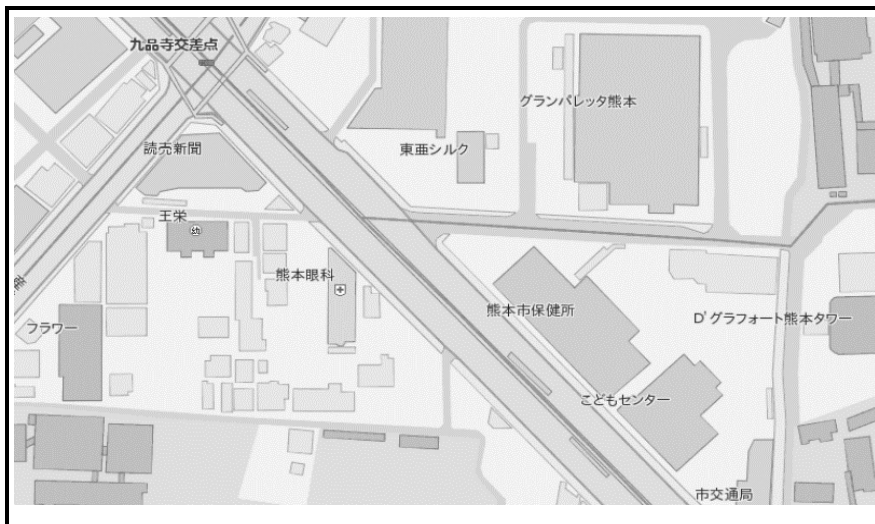 九品寺交差点
グランパレッタ熊本
読売新聞
東亜シルク
王栄
幼
熊本眼科
産
フラワー
熊本市保健所
D'グラフォート熊本タワー
こどもセンター
市交通局